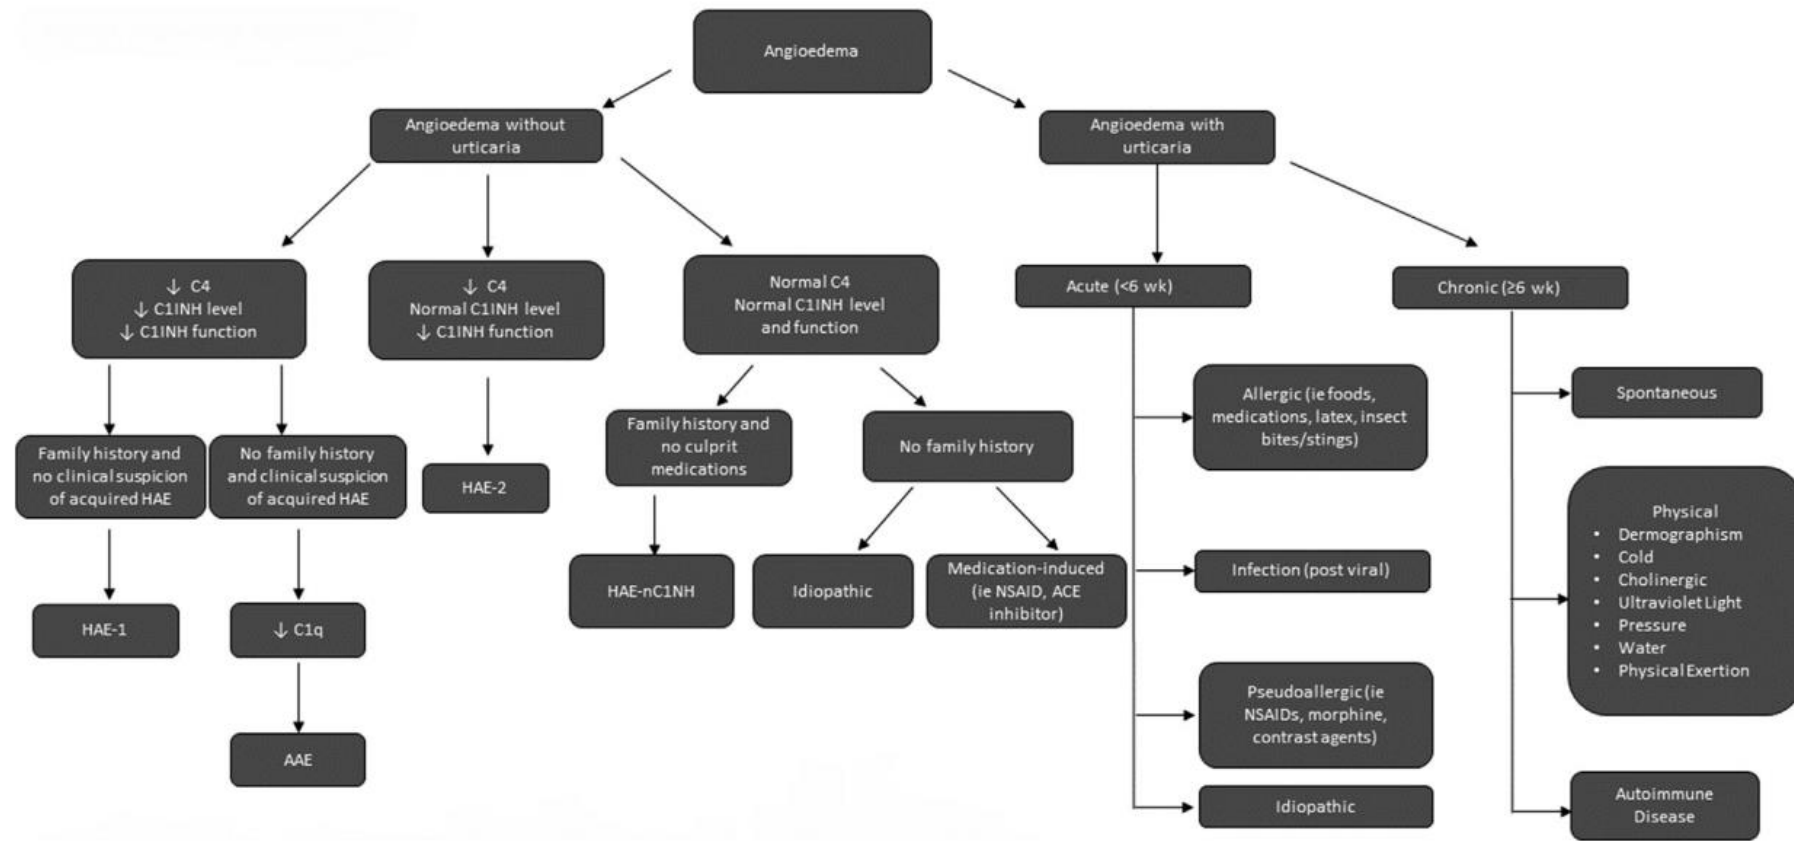 Angioedema
Angioedema without
urticaria
Angioedema with
urticaria
↓ C4
↓ C1INH level
↓ C1INH function
↓ C4
Normal C1INH level
↓ C1INH function
Normal C4
Normal C1INH level
and function
Acute (<6 wk)
Chronic (≥6 wk)
Family history and
no clinical suspicion
of acquired HAE
No family history
and clinical suspicion
of acquired HAE
HAE-2
Family history and
no culprit
medications
No family history
HAE-1
↓ C1q
AAE
HAE-nC1NH
Idiopathic
Medication-induced
(ie NSAID, ACE
inhibitor)
Allergic (ie foods,
medications, latex, insect
bites/stings)
Infection (post viral)
Pseudoallergic (ie
NSAIDs, morphine,
contrast agents)
Idiopathic
Spontaneous
Physical
• Dermographism
• Cold
• Cholinergic
• Ultraviolet Light
• Pressure
• Water
• Physical Exertion
Autoimmune
Disease